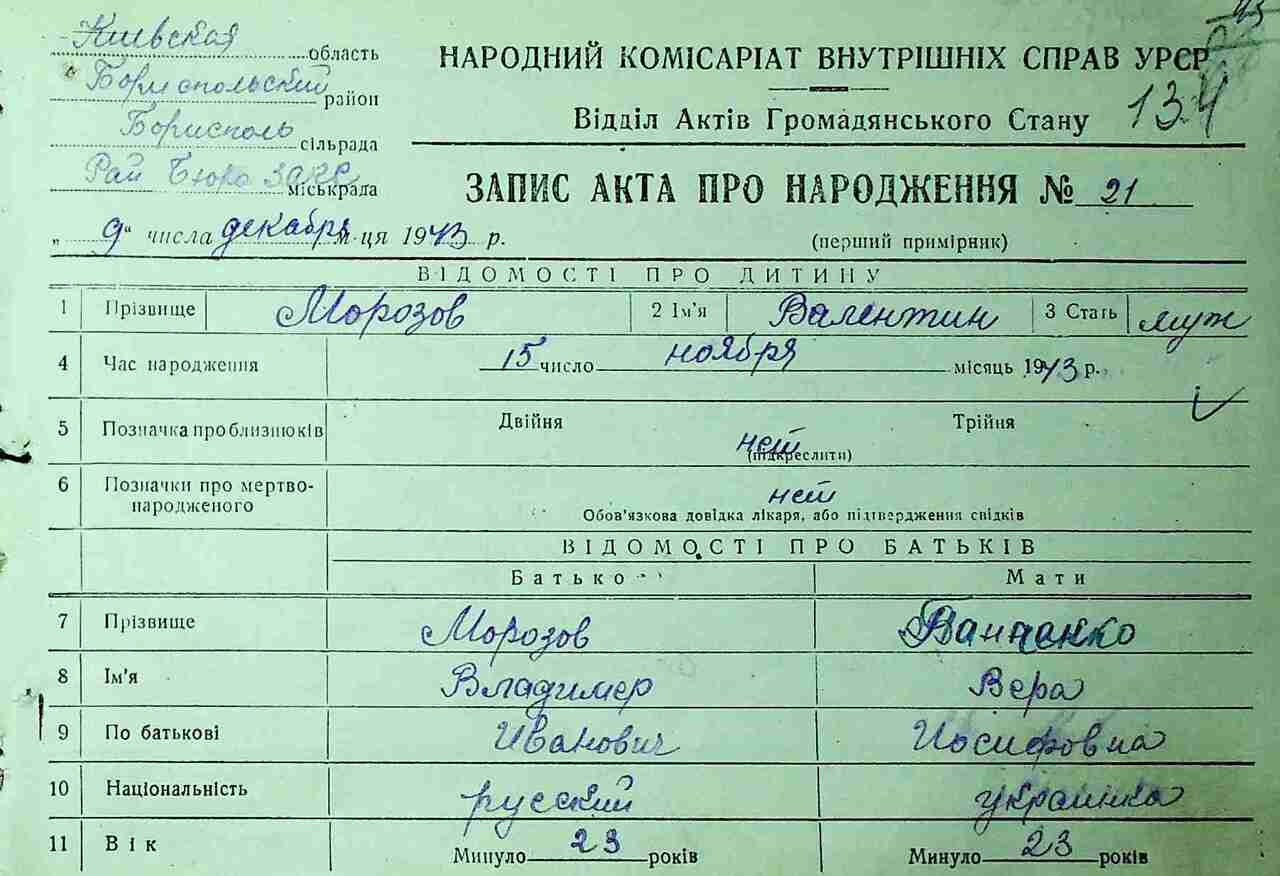 Киевская область
Бориспольский район
Борисполь сільрада
Рай Бюро ЗАГС міськрада
НАРОДНИЙ КОМІСАРІАТ ВНУТРІШНІХ СПРАВ УРСР
Відділ Актів Громадянського Стану 134
ЗАПИС АКТА ПРО НАРОДЖЕННЯ № 21
„9" числа декабря м-ця 1943 р.
(перший примірник)
ВІДОМОСТІ ПРО ДИТИНУ
1 Прізвище Морозов 2 Ім'я Валентин 3 Стать муж
4 Час народження 15 число ноября місяць 1943 р.
5 Позначка про близнюків Двійня Трійня
нет
(підкреслити)
6 Позначки про мертво-
народженого нет
Обов'язкова довідка лікаря, або підтвердження свідків
ВІДОМОСТІ ПРО БАТЬКІВ
Батько Мати
7 Прізвище Морозов
8 Ім'я Владимер Вера
9 По батькові Иванович Иосифовна
10 Національність русский украинка
11 Вік Минуло 23 років Минуло 23 років